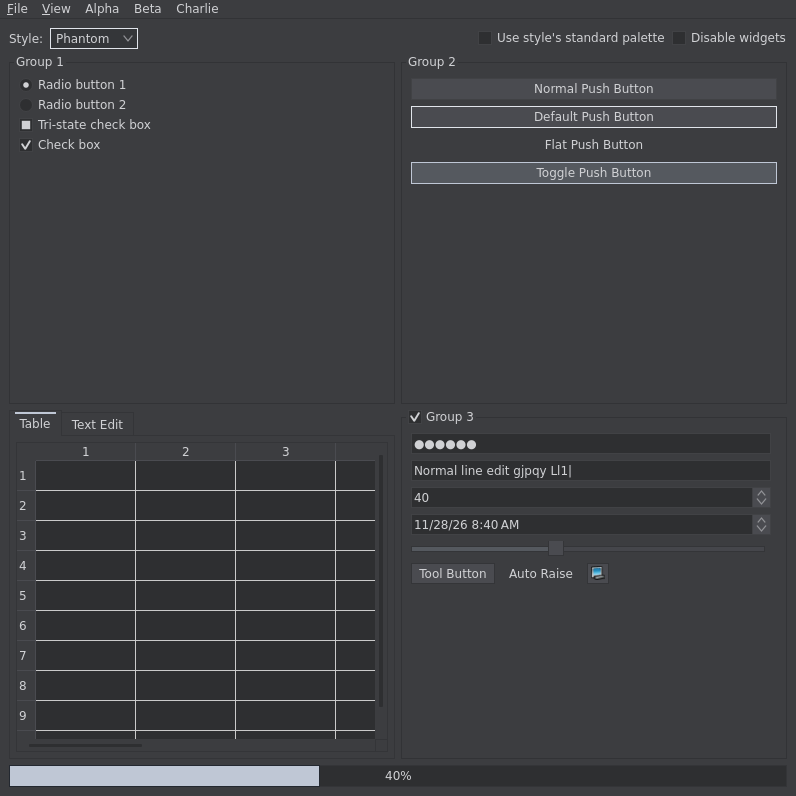 File View Alpha Beta Charlie
Style: Phantom Use style's standard palette Disable widgets
Group 1
Radio button 1
Radio button 2
Tri-state check box
Check box
Group 2
Normal Push Button
Default Push Button
Flat Push Button
Toggle Push Button
Table Text Edit
1 2 3
1
2
3
4
5
6
7
8
9
Group 3
●●●●●●
Normal line edit gjpqy Ll1|
40
11/28/26 8:40 AM
Tool Button Auto Raise
40%